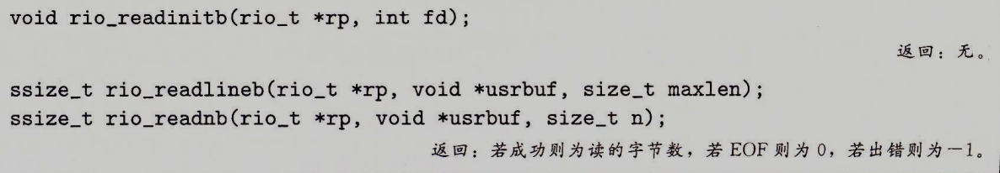 void rio_readinitb(rio_t *rp, int fd);
返回：无。
ssize_t rio_readlineb(rio_t *rp, void *usrbuf, size_t maxlen);
ssize_t rio_readnb(rio_t *rp, void *usrbuf, size_t n);
返回：若成功则为读的字节数，若 EOF 则为 0，若出错则为－1。